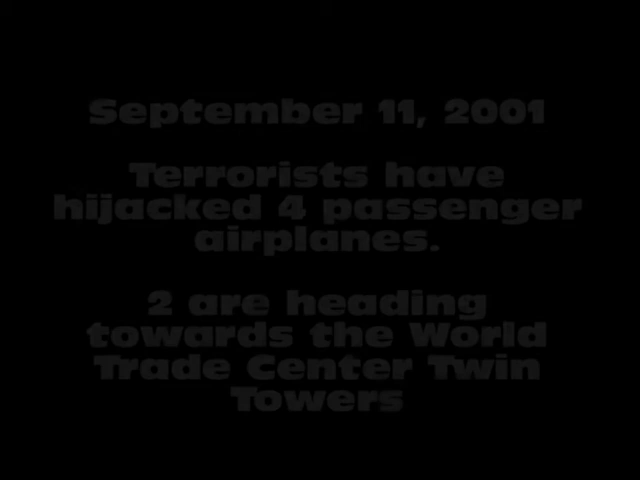 September 11, 2001
Terrorists have
hijacked 4 passenger
airplanes.
2 are heading
towards the World
Trade Center Twin
Towers